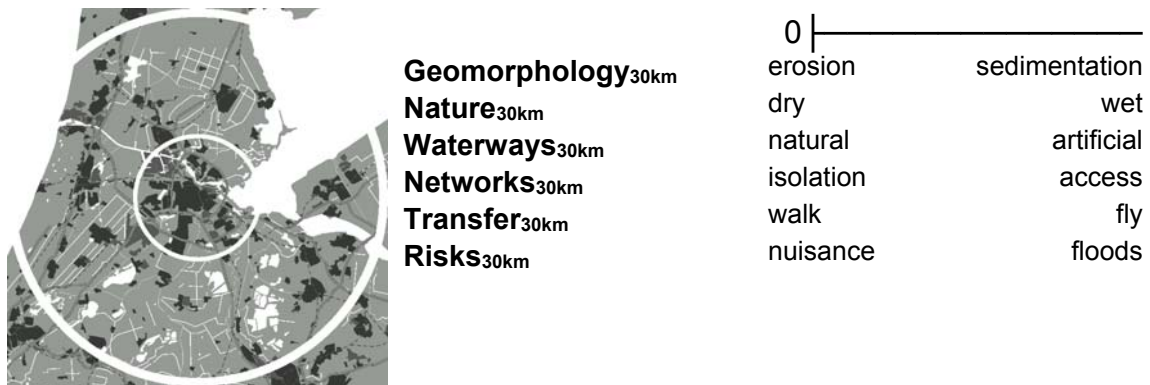 0
Geomorphology30km erosion sedimentation
Nature30km dry wet
Waterways30km natural artificial
Networks30km isolation access
Transfer30km walk fly
Risks30km nuisance floods